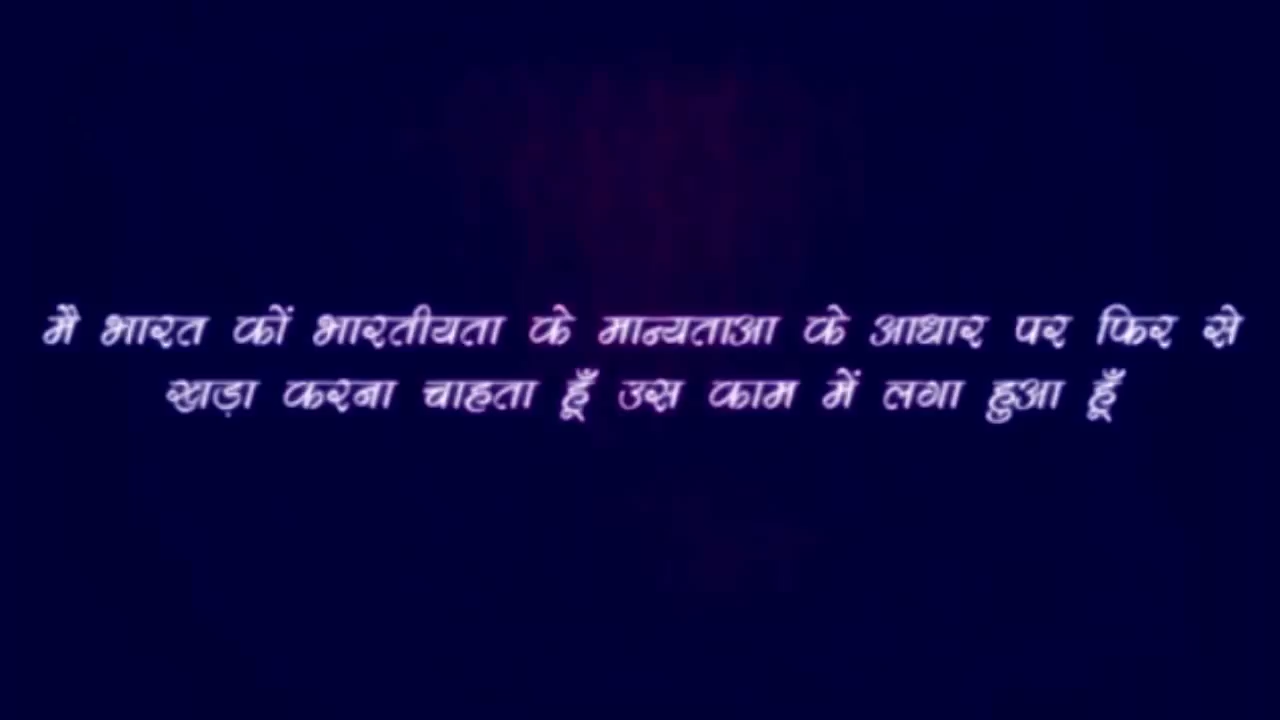 मै भारत कों भारतीयता के मान्यताआ के आधार पर फिर से
खड़ा करना चाहता हूँ उस काम में लगा हुआ हूँ